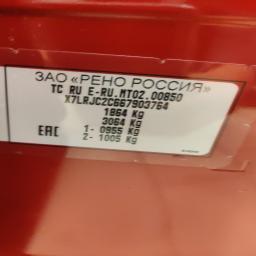 ЗАО «РЕНО РОССИЯ»
TC RU E-RU.MT02.00850
X7LRJC2C667903764
1864 Kg
3064 Kg
EAC 1- 0955 Kg
2- 1005 Kg